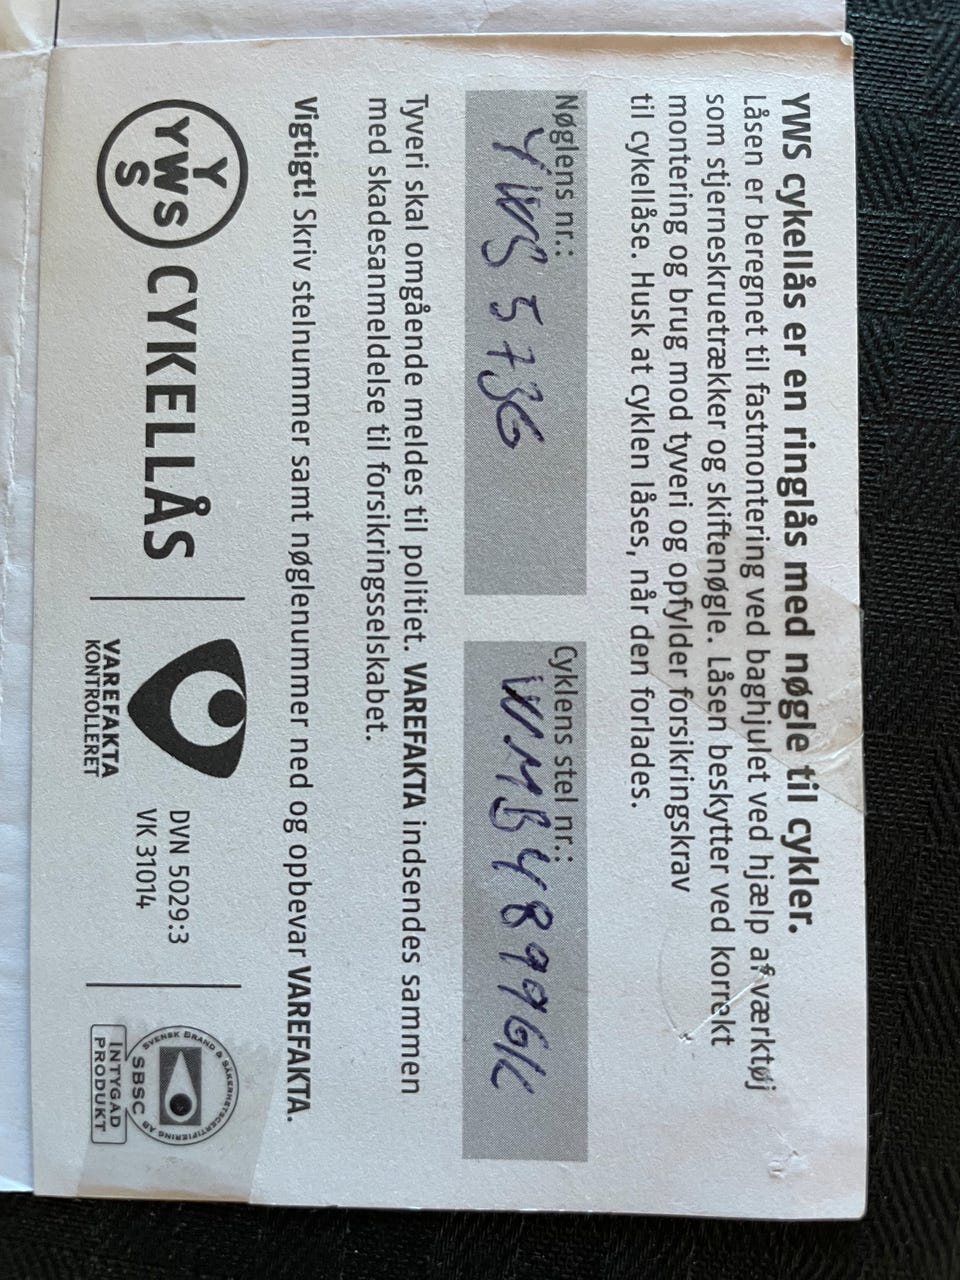 YWS cykellås er en ringlås med nøgle til cykler.
Låsen er beregnet til fastmontering ved baghjulet ved hjælp af værktøj
som stjerneskruetrækker og skiftenøgle. Låsen beskytter ved korrekt
montering og brug mod tyveri og opfylder forsikringskrav
til cykellåse. Husk at cyklen låses, når den forlades.
Nøglens nr.:
YWS 5736
Cyklens stel nr.:
WMB48996K
Tyveri skal omgående meldes til politiet. VAREFAKTA indsendes sammen
med skadesanmeldelse til forsikringsselskabet.
Vigtigt! Skriv stelnummer samt nøglenummer ned og opbevar VAREFAKTA.
Y
YWS
S
CYKELLÅS
VAREFAKTA
KONTROLLERET
DVN 5029:3
VK 31014
SVENSK BRAND & SÄKERHETSCERTIFIERING AB
SBSC
INTYGAD
PRODUKT